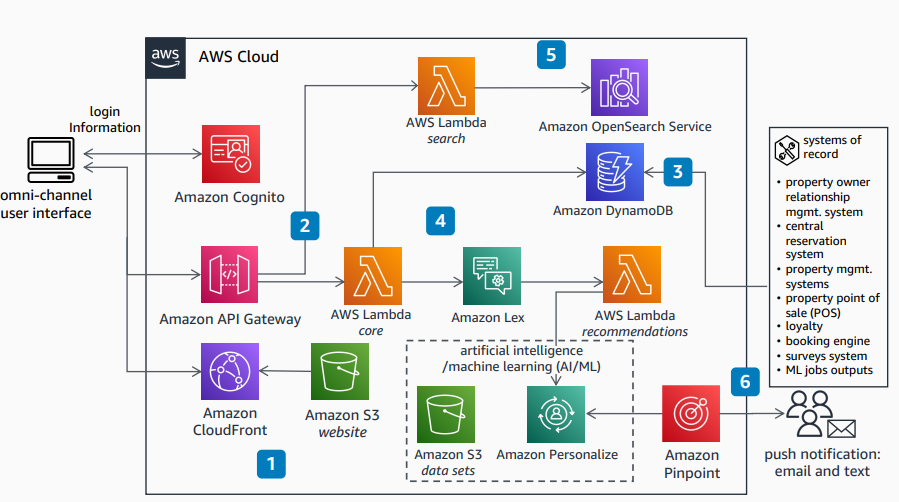 aws
AWS Cloud
5
login
Information
AWS Lambda
search
Amazon OpenSearch Service
omni-channel
user interface
Amazon Cognito
Amazon DynamoDB
3
systems of
record
• property owner
relationship
mgmt. system
• central
reservation
system
• property mgmt.
systems
• property point of
sale (POS)
• loyalty
• booking engine
• surveys system
• ML jobs outputs
2
4
Amazon API Gateway
AWS Lambda
core
Amazon Lex
AWS Lambda
recommendations
artificial intelligence
/machine learning (AI/ML)
Amazon
CloudFront
Amazon S3
website
Amazon S3
data sets
Amazon Personalize
Amazon
Pinpoint
6
push notification:
email and text
1